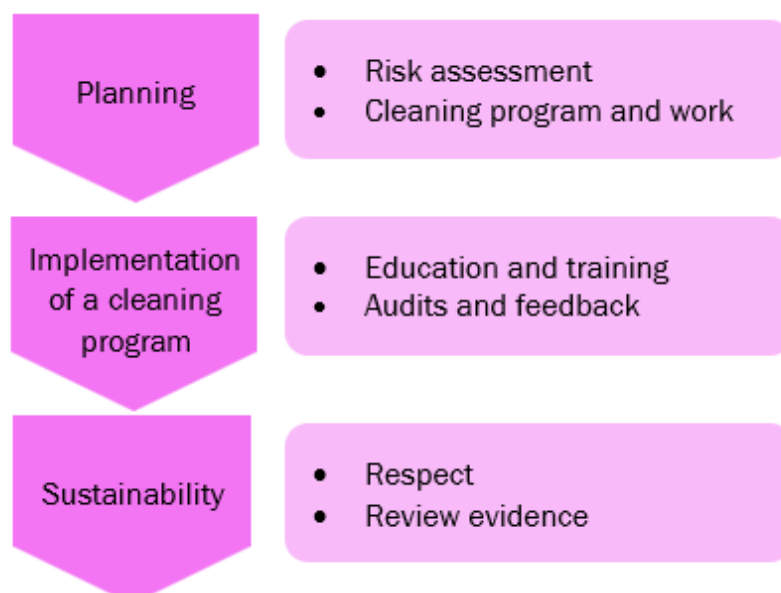 Planning
• Risk assessment
• Cleaning program and work
Implementation
of a cleaning
program
• Education and training
• Audits and feedback
Sustainability
• Respect
• Review evidence